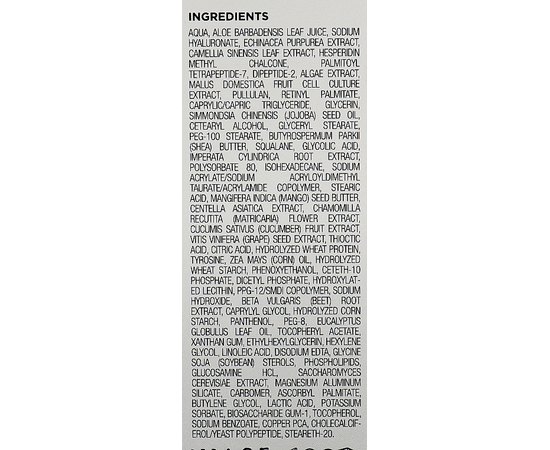 INGREDIENTS
AQUA, ALOE BARBADENSIS LEAF JUICE, SODIUM
HYALURONATE, ECHINACEA PURPUREA EXTRACT,
CAMELLIA SINENSIS LEAF EXTRACT, HESPERIDIN
METHYL CHALCONE, PALMITOYL
TETRAPEPTIDE-7, DIPEPTIDE-2, ALGAE EXTRACT,
MALUS DOMESTICA FRUIT CELL CULTURE
EXTRACT, PULLULAN, RETINYL PALMITATE,
CAPRYLIC/CAPRIC TRIGLYCERIDE, GLYCERIN,
SIMMONDSIA CHINENSIS (JOJOBA) SEED OIL,
CETEARYL ALCOHOL, GLYCERYL STEARATE,
PEG-100 STEARATE, BUTYROSPERMUM PARKII
(SHEA) BUTTER, SQUALANE, GLYCOLIC ACID,
IMPERATA CYLINDRICA ROOT EXTRACT,
POLYSORBATE 80, ISOHEXADECANE, SODIUM
ACRYLATE/SODIUM ACRYLOYLDIMETHYL
TAURATE/ACRYLAMIDE COPOLYMER, STEARIC
ACID, MANGIFERA INDICA (MANGO) SEED BUTTER,
CENTELLA ASIATICA EXTRACT, CHAMOMILLA
RECUTITA (MATRICARIA) FLOWER EXTRACT,
CUCUMIS SATIVUS (CUCUMBER) FRUIT EXTRACT,
VITIS VINIFERA (GRAPE) SEED EXTRACT, THIOCTIC
ACID, CITRIC ACID, HYDROLYZED WHEAT PROTEIN,
TYROSINE, ZEA MAYS (CORN) OIL, HYDROLYZED
WHEAT STARCH, PHENOXYETHANOL, CETETH-10
PHOSPHATE, DICETYL PHOSPHATE, HYDROXYLAT-
ED LECITHIN, PPG-12/SMDI COPOLYMER, SODIUM
HYDROXIDE, BETA VULGARIS (BEET) ROOT
EXTRACT, CAPRYLYL GLYCOL, HYDROLYZED CORN
STARCH, PANTHENOL, PEG-8, EUCALYPTUS
GLOBULUS LEAF OIL, TOCOPHERYL ACETATE,
XANTHAN GUM, ETHYLHEXYLGLYCERIN, HEXYLENE
GLYCOL, LINOLEIC ACID, DISODIUM EDTA, GLYCINE
SOJA (SOYBEAN) STEROLS, PHOSPHOLIPIDS,
GLUCOSAMINE HCL, SACCHAROMYCES
CEREVISIAE EXTRACT, MAGNESIUM ALUMINUM
SILICATE, CARBOMER, ASCORBYL PALMITATE,
BUTYLENE GLYCOL, LACTIC ACID, POTASSIUM
SORBATE, BIOSACCHARIDE GUM-1, TOCOPHEROL,
SODIUM BENZOATE, COPPER PCA, CHOLECALCIF-
EROL/YEAST POLYPEPTIDE, STEARETH-20.